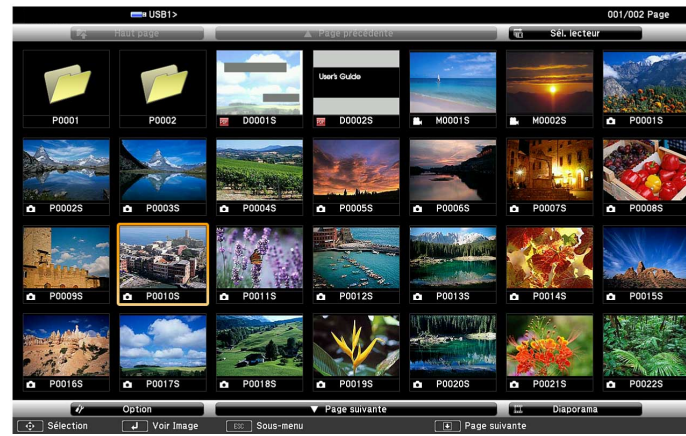 USB1> 001/002 Page
Haut page ▲ Page précédente Sél. lecteur
User's Guide
P0001 P0002 D0001S D0002S M0001S M0002S P0001S
P0002S P0003S P0004S P0005S P0006S P0007S P0008S
P0009S P0010S P0011S P0012S P0013S P0014S P0015S
P0016S P0017S P0018S P0019S P0020S P0021S P0022S
Option ▼ Page suivante Diaporama
Sélection Voir Image ESC Sous-menu Page suivante